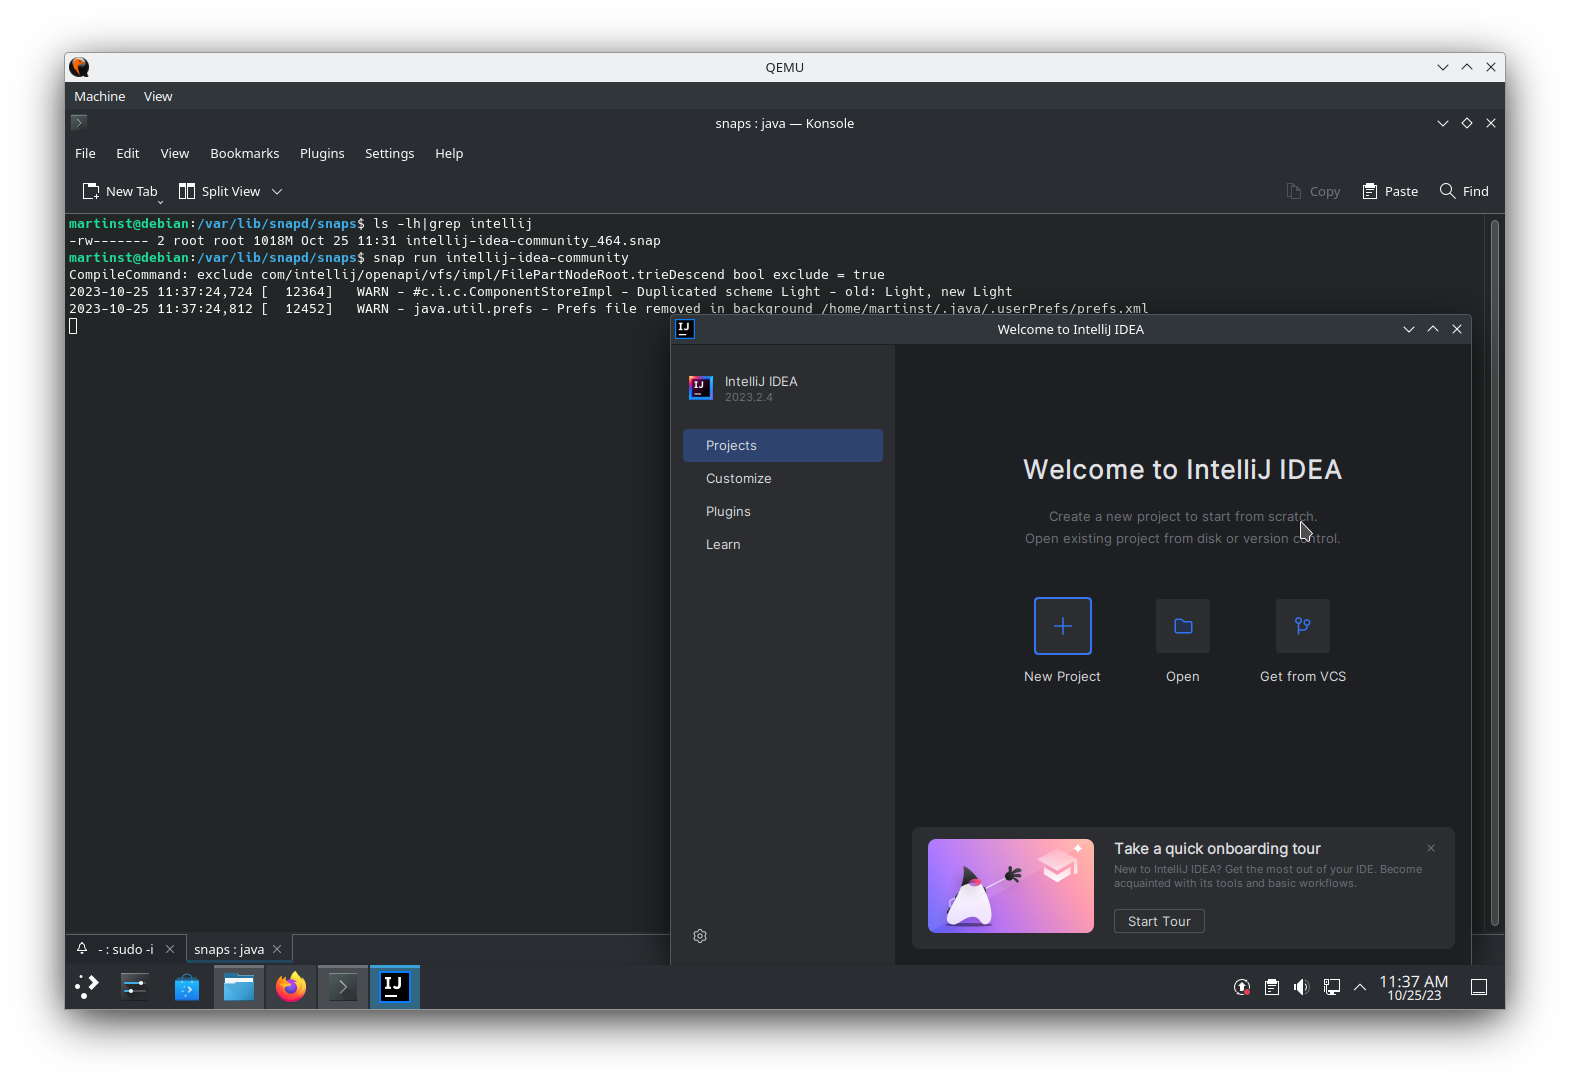 QEMU
Machine View
snaps : java — Konsole
File Edit View Bookmarks Plugins Settings Help
New Tab Split View Copy Paste Find
martinst@debian:/var/lib/snapd/snaps$ ls -lh|grep intellij
-rw------- 2 root root 1018M Oct 25 11:31 intellij-idea-community_464.snap
martinst@debian:/var/lib/snapd/snaps$ snap run intellij-idea-community
CompileCommand: exclude com/intellij/openapi/vfs/impl/FilePartNodeRoot.trieDescend bool exclude = true
2023-10-25 11:37:24,724 [  12364]   WARN - #c.i.c.ComponentStoreImpl - Duplicated scheme Light - old: Light, new Light
2023-10-25 11:37:24,812 [  12452]   WARN - java.util.prefs - Prefs file removed in background /home/martinst/.java/.userPrefs/prefs.xml
IJ
Welcome to IntelliJ IDEA
IJ
IntelliJ IDEA
2023.2.4
Projects
Customize
Plugins
Learn
Welcome to IntelliJ IDEA
Create a new project to start from scratch.
Open existing project from disk or version control.
New Project Open Get from VCS
Take a quick onboarding tour
New to IntelliJ IDEA? Get the most out of your IDE. Become
acquainted with its tools and basic workflows.
Start Tour
- : sudo -i snaps : java
IJ
11:37 AM
10/25/23